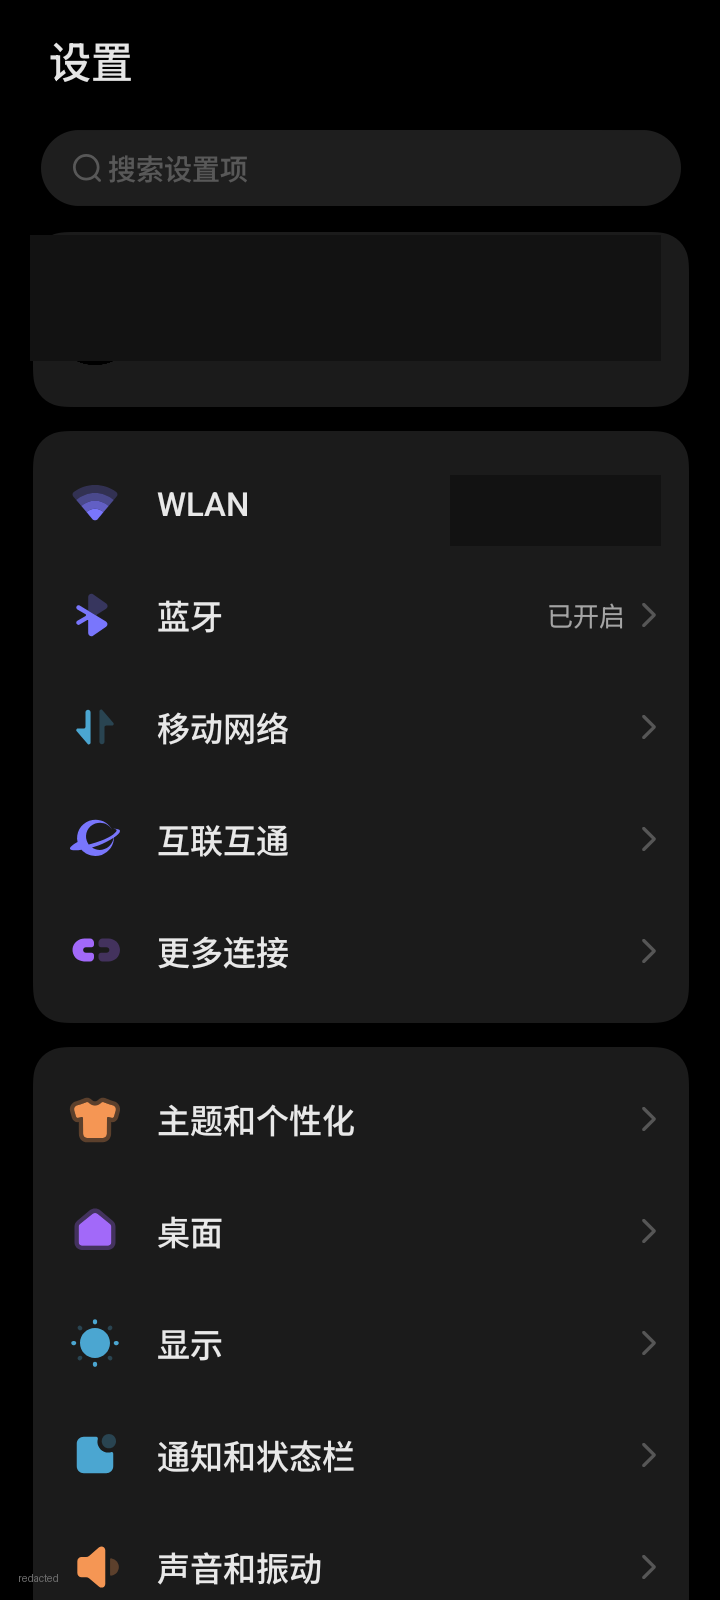 设置
搜索设置项
WLAN
蓝牙
已开启
移动网络
互联互通
更多连接
主题和个性化
桌面
显示
通知和状态栏
声音和振动
redacted